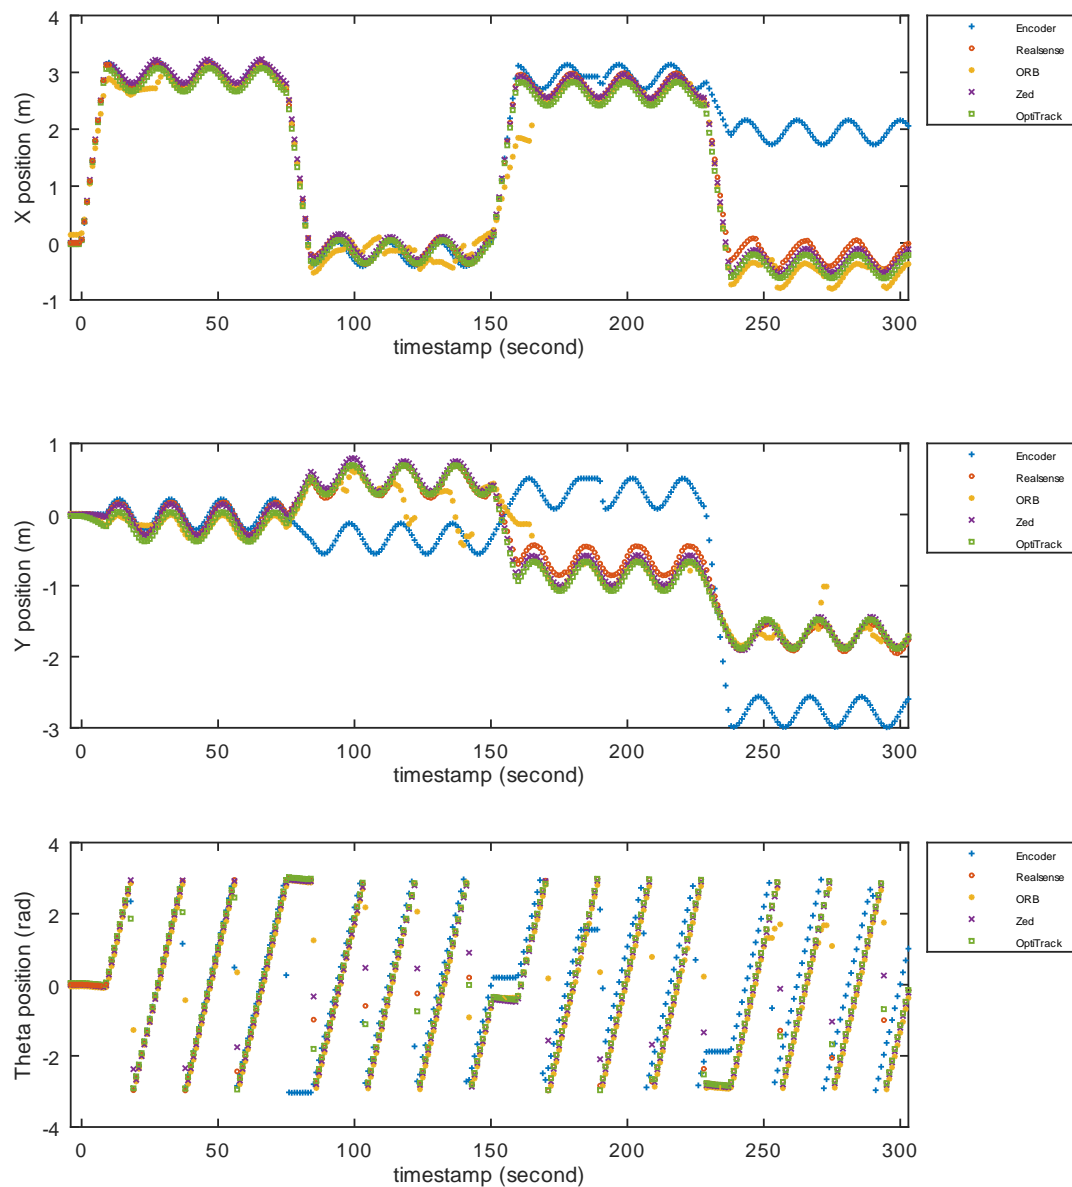 4
3
2
1
0
-1
X position (m)
0 50 100 150 200 250 300
timestamp (second)
Encoder
Realsense
ORB
Zed
OptiTrack
1
0
-1
-2
-3
Y position (m)
0 50 100 150 200 250 300
timestamp (second)
Encoder
Realsense
ORB
Zed
OptiTrack
4
2
0
-2
-4
Theta position (rad)
0 50 100 150 200 250 300
timestamp (second)
Encoder
Realsense
ORB
Zed
OptiTrack